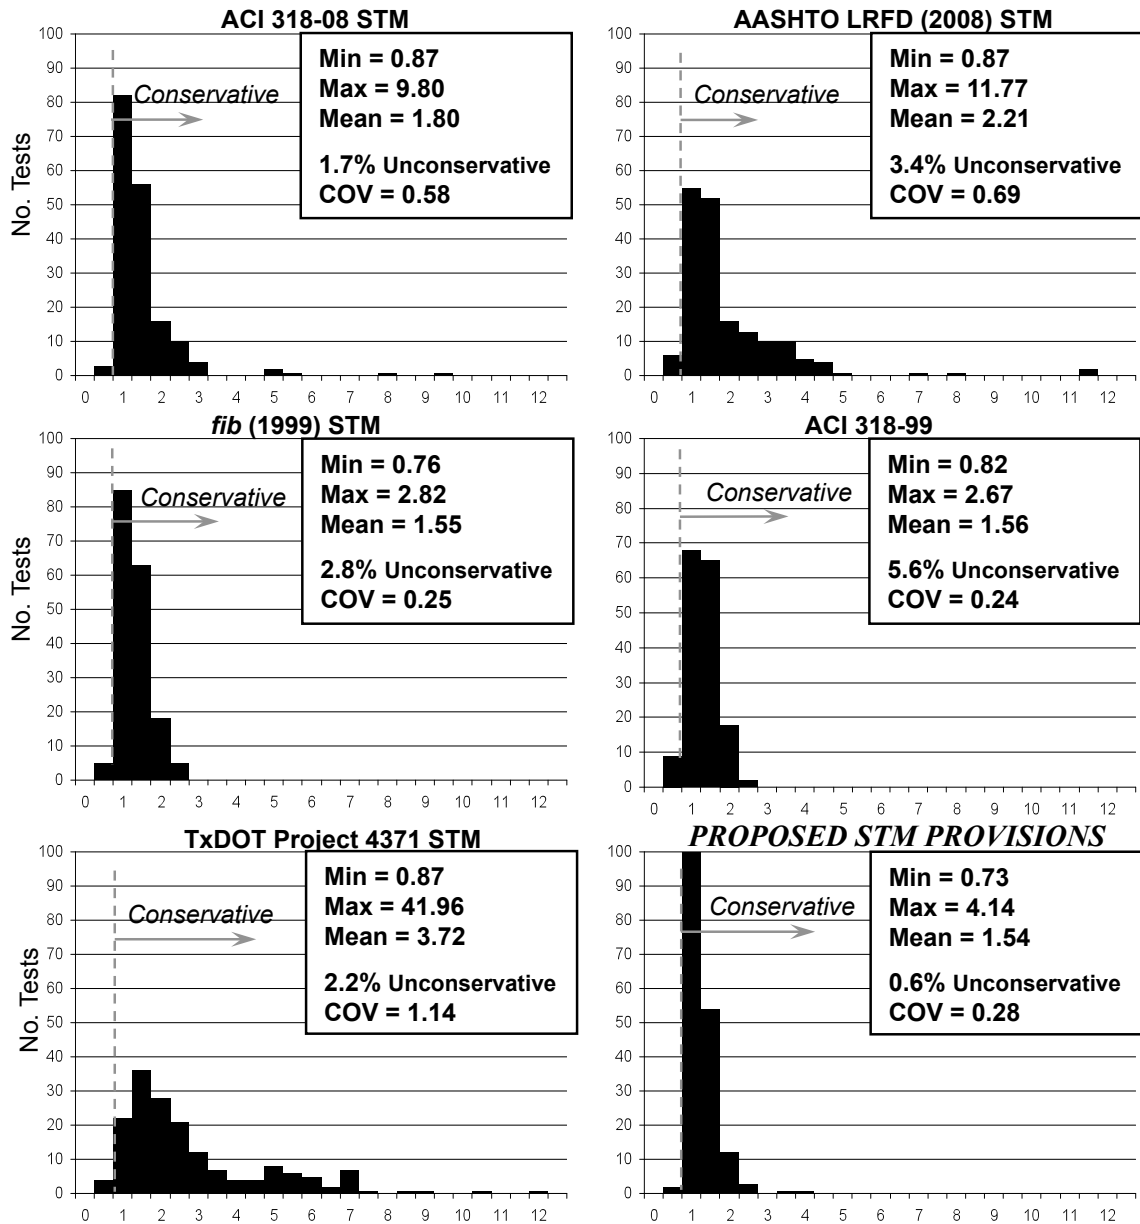 ACI 318-08 STM
No. Tests
100
90
80
70
60
50
40
30
20
10
0
Conservative
Min = 0.87
Max = 9.80
Mean = 1.80
1.7% Unconservative
COV = 0.58
0 1 2 3 4 5 6 7 8 9 10 11 12
AASHTO LRFD (2008) STM
100
90
80
70
60
50
40
30
20
10
0
Conservative
Min = 0.87
Max = 11.77
Mean = 2.21
3.4% Unconservative
COV = 0.69
0 1 2 3 4 5 6 7 8 9 10 11 12
fib (1999) STM
No. Tests
100
90
80
70
60
50
40
30
20
10
0
Conservative
Min = 0.76
Max = 2.82
Mean = 1.55
2.8% Unconservative
COV = 0.25
0 1 2 3 4 5 6 7 8 9 10 11 12
ACI 318-99
100
90
80
70
60
50
40
30
20
10
0
Conservative
Min = 0.82
Max = 2.67
Mean = 1.56
5.6% Unconservative
COV = 0.24
0 1 2 3 4 5 6 7 8 9 10 11 12
TxDOT Project 4371 STM
No. Tests
100
90
80
70
60
50
40
30
20
10
0
Conservative
Min = 0.87
Max = 41.96
Mean = 3.72
2.2% Unconservative
COV = 1.14
0 1 2 3 4 5 6 7 8 9 10 11 12
PROPOSED STM PROVISIONS
100
90
80
70
60
50
40
30
20
10
0
Conservative
Min = 0.73
Max = 4.14
Mean = 1.54
0.6% Unconservative
COV = 0.28
0 1 2 3 4 5 6 7 8 9 10 11 12